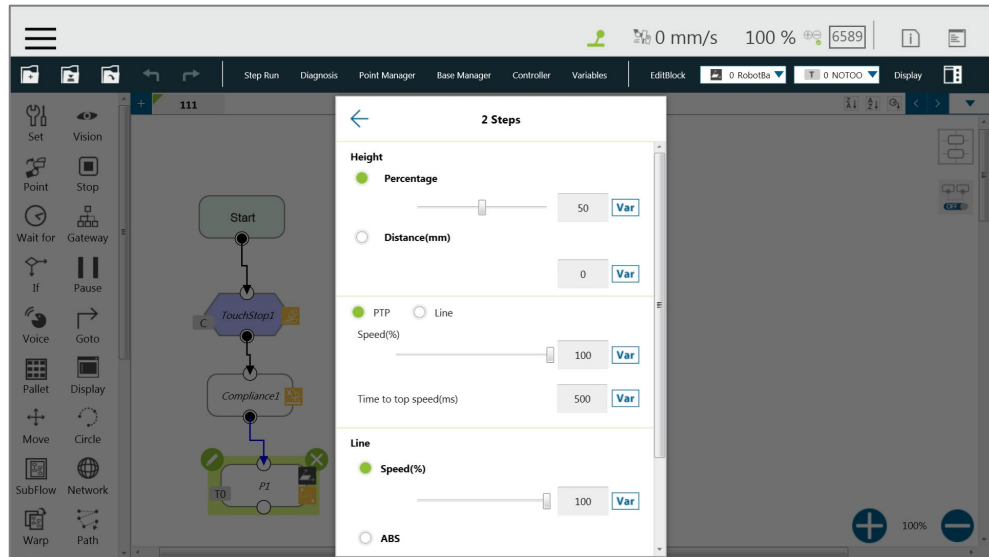 0 mm/s 100 % 6589
Step Run Diagnosis Point Manager Base Manager Controller Variables EditBlock 0 RobotBa T 0 NOTOO Display
111
Set Vision
Point Stop
Wait for Gateway
If Pause
Voice Goto
Pallet Display
Move Circle
SubFlow Network
Warp Path
Start
C TouchStop1
Compliance1
T0 P1
2 Steps
Height
Percentage
50 Var
Distance(mm)
0 Var
PTP Line
Speed(%)
100 Var
Time to top speed(ms) 500 Var
Line
Speed(%)
100 Var
ABS
OFF
100%